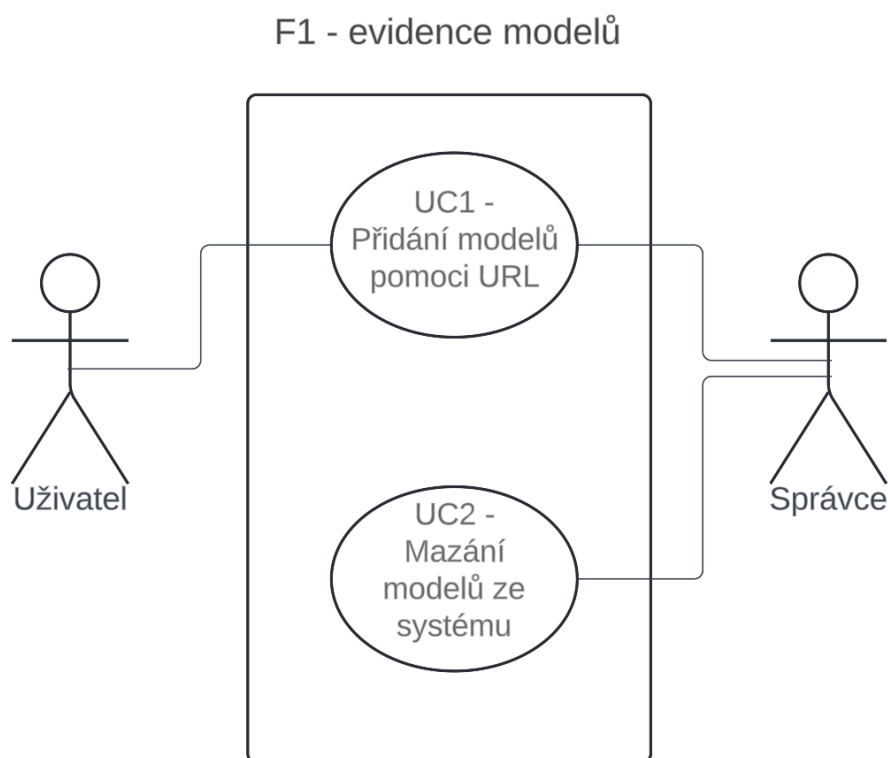 F1 - evidence modelů
UC1 -
Přidání modelů
pomoci URL
Uživatel
Správce
UC2 -
Mazání
modelů ze
systému